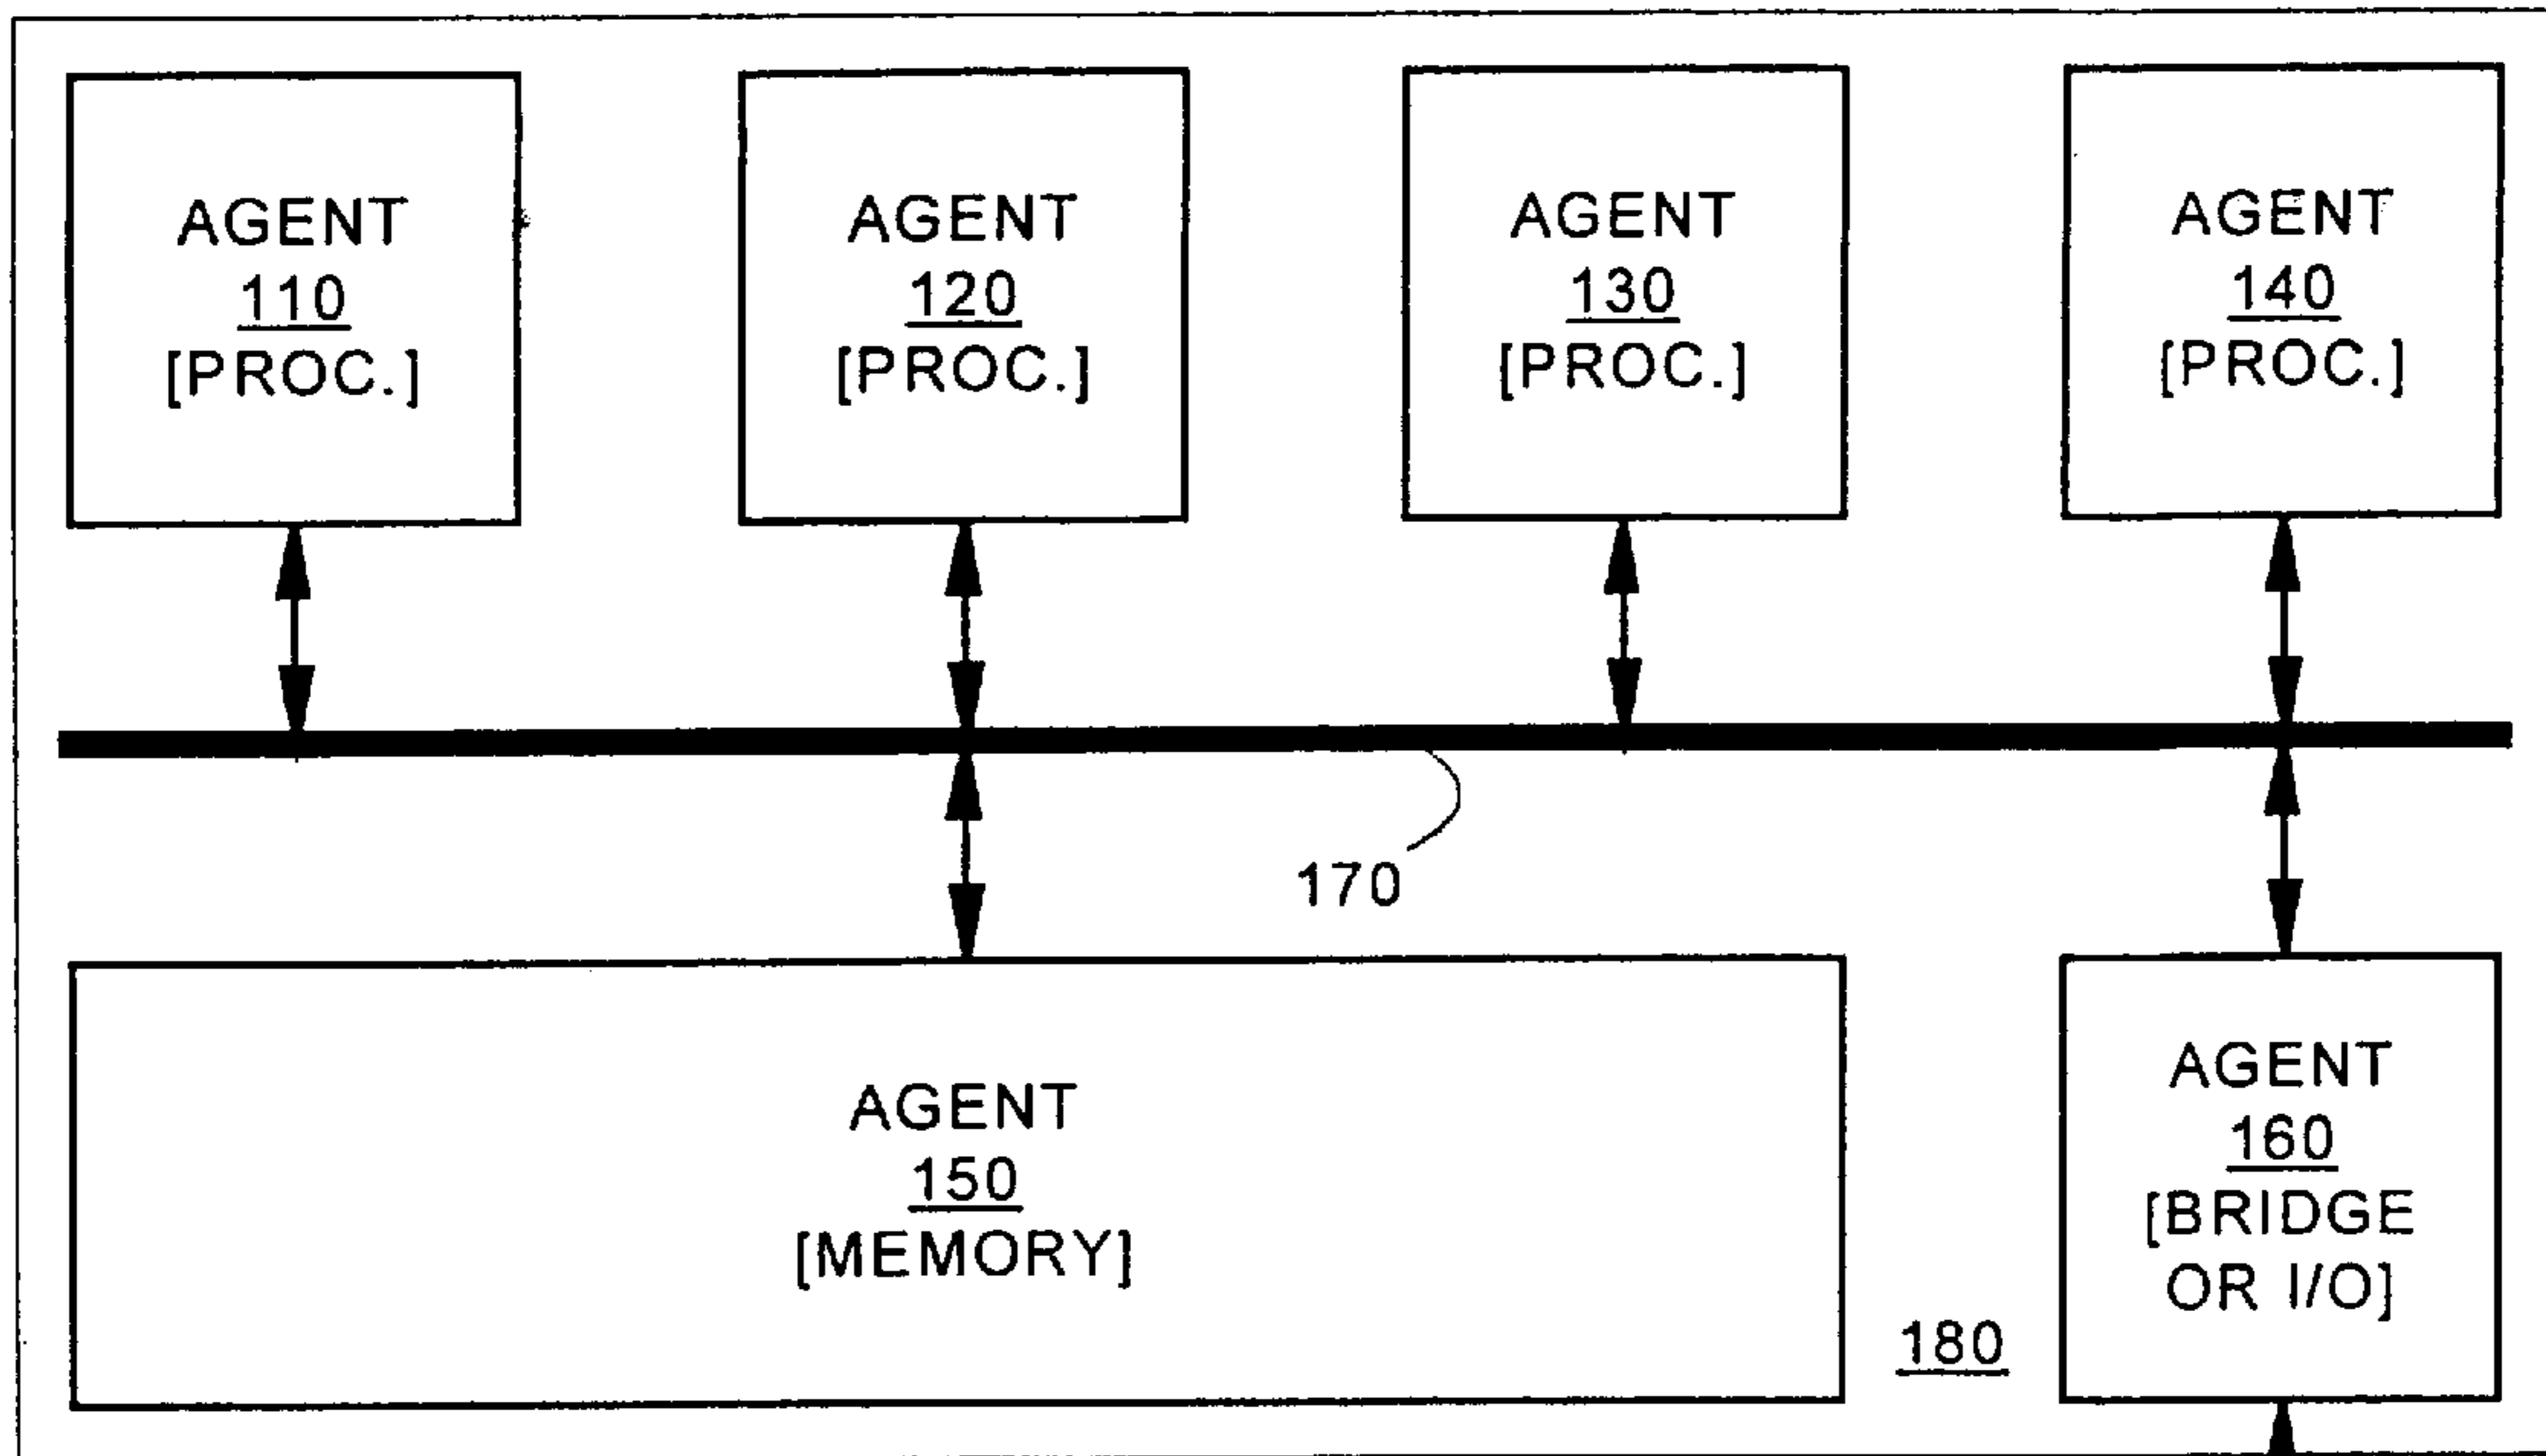 AGENT
110
[PROC.]
AGENT
120
[PROC.]
AGENT
130
[PROC.]
AGENT
140
[PROC.]
170
AGENT
150
[MEMORY]
180
AGENT
160
[BRIDGE
OR I/O]